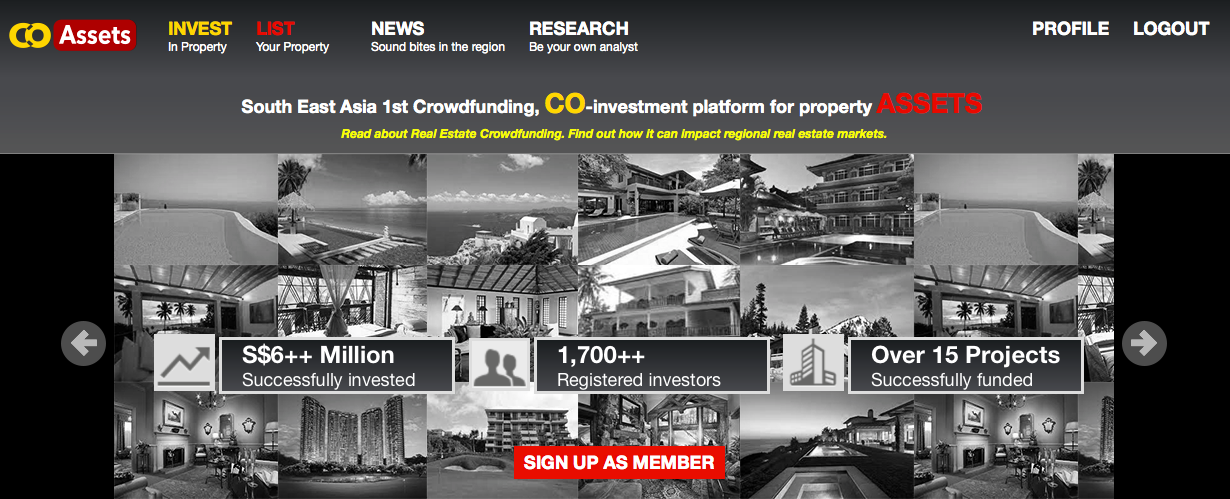 CO Assets
INVEST
In Property
LIST
Your Property
NEWS
Sound bites in the region
RESEARCH
Be your own analyst
PROFILE
LOGOUT
South East Asia 1st Crowdfunding, CO-investment platform for property ASSETS
Read about Real Estate Crowdfunding. Find out how it can impact regional real estate markets.
S$6++ Million
Successfully invested
1,700++
Registered investors
Over 15 Projects
Successfully funded
SIGN UP AS MEMBER